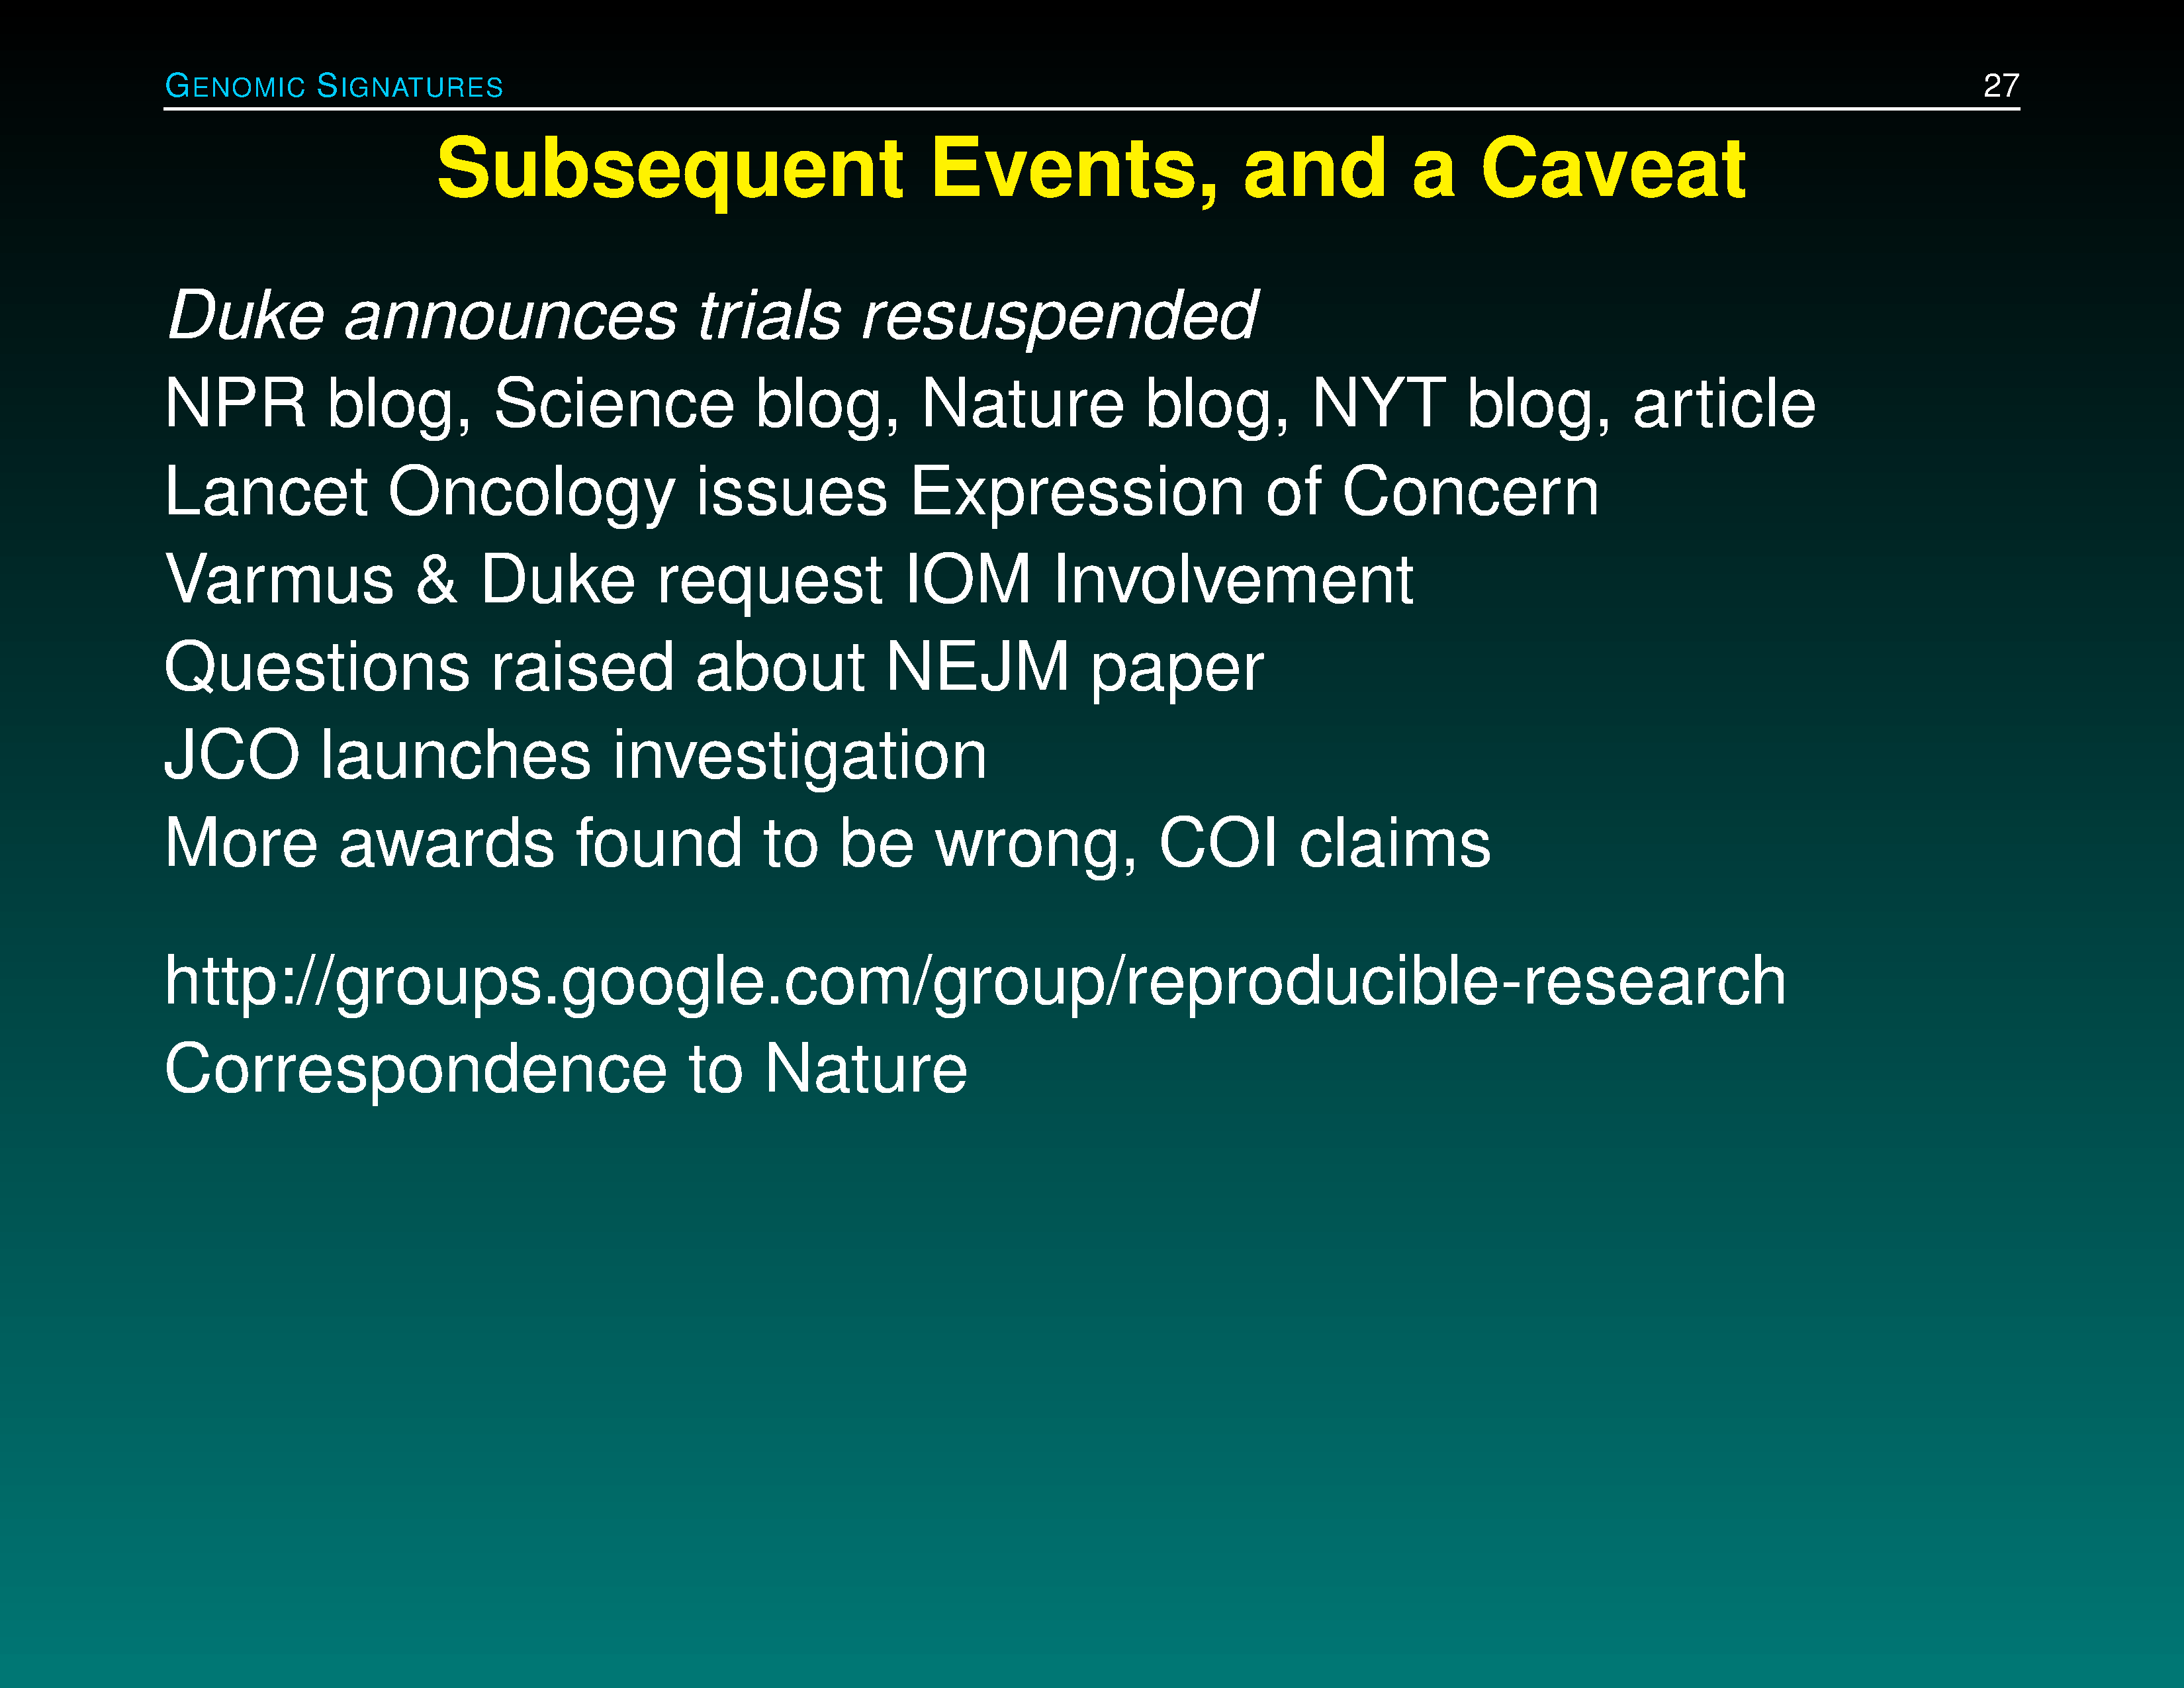 GENOMIC SIGNATURES 27
Subsequent Events, and a Caveat
Duke announces trials resuspended
NPR blog, Science blog, Nature blog, NYT blog, article
Lancet Oncology issues Expression of Concern
Varmus & Duke request IOM Involvement
Questions raised about NEJM paper
JCO launches investigation
More awards found to be wrong, COI claims
http://groups.google.com/group/reproducible-research
Correspondence to Nature